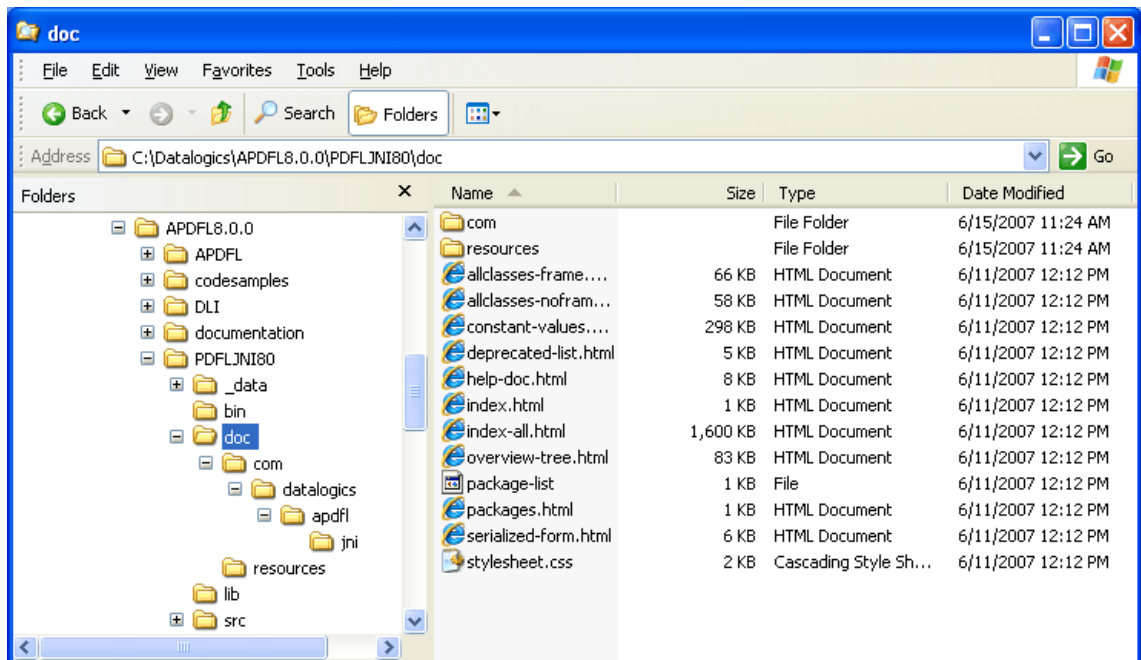 doc
File Edit View Favorites Tools Help
Back Search Folders
Address C:\Datalogics\APDFL8.0.0\PDFLJNI80\doc Go
Folders
APDFL8.0.0
APDFL
codesamples
DLI
documentation
PDFLJNI80
_data
bin
doc
com
datalogics
apdfl
jni
resources
lib
src
Name Size Type Date Modified
com File Folder 6/15/2007 11:24 AM
resources File Folder 6/15/2007 11:24 AM
allclasses-frame.... 66 KB HTML Document 6/11/2007 12:12 PM
allclasses-nofram... 58 KB HTML Document 6/11/2007 12:12 PM
constant-values.... 298 KB HTML Document 6/11/2007 12:12 PM
deprecated-list.html 5 KB HTML Document 6/11/2007 12:12 PM
help-doc.html 8 KB HTML Document 6/11/2007 12:12 PM
index.html 1 KB HTML Document 6/11/2007 12:12 PM
index-all.html 1,600 KB HTML Document 6/11/2007 12:12 PM
overview-tree.html 83 KB HTML Document 6/11/2007 12:12 PM
package-list 1 KB File 6/11/2007 12:12 PM
packages.html 1 KB HTML Document 6/11/2007 12:12 PM
serialized-form.html 6 KB HTML Document 6/11/2007 12:12 PM
stylesheet.css 2 KB Cascading Style Sh... 6/11/2007 12:12 PM